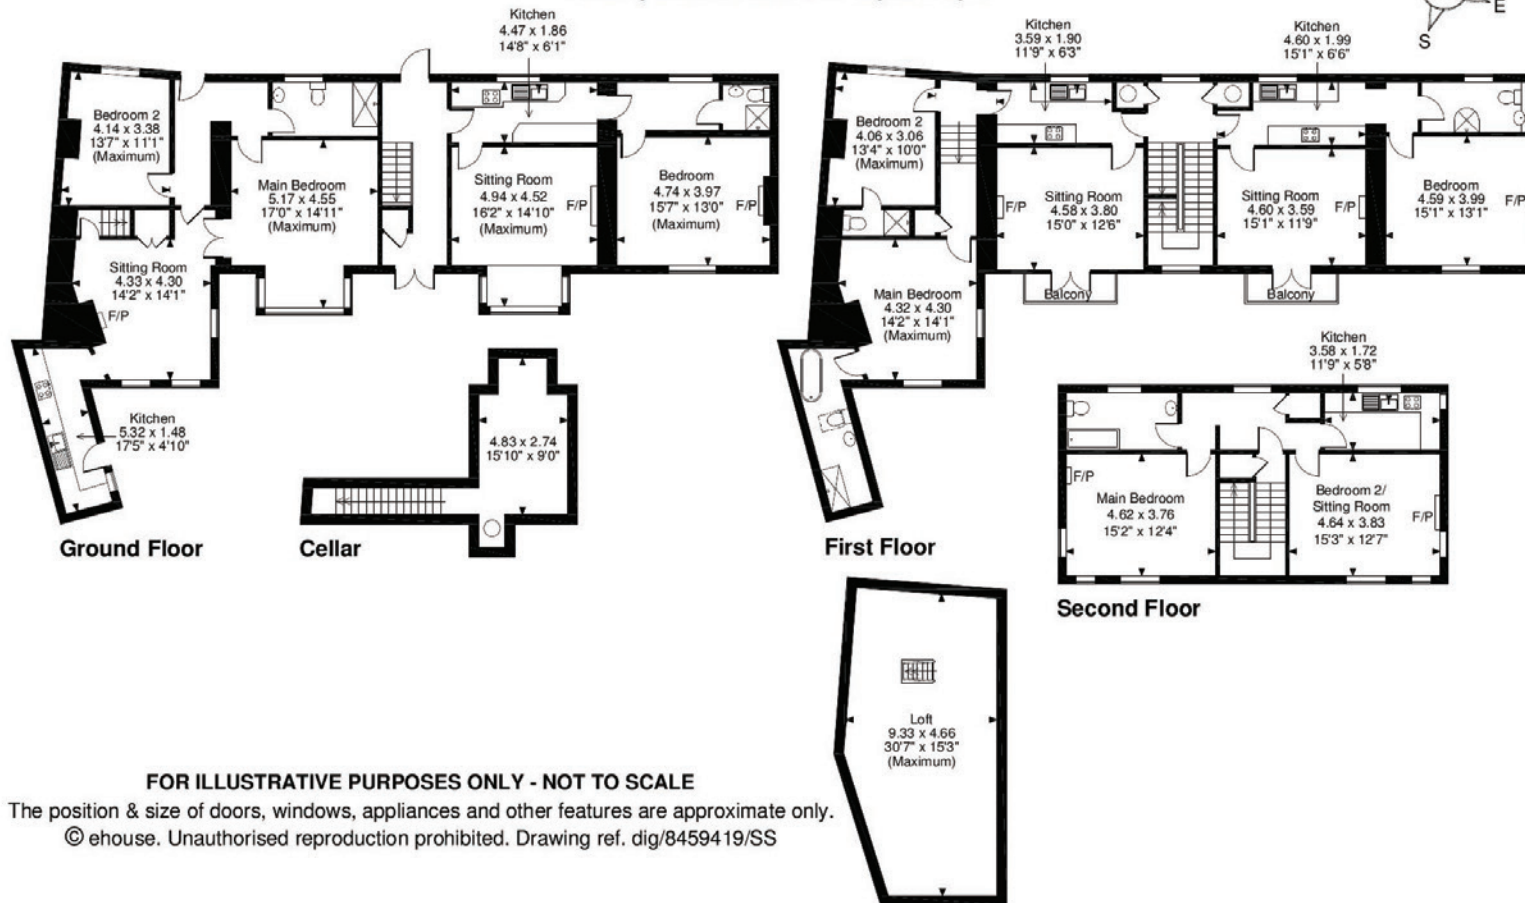 Kitchen
4.47 x 1.86
14'8" x 6'1"
Bedroom 2
4.14 x 3.38
13'7" x 11'1"
(Maximum)
Main Bedroom
5.17 x 4.55
17'0" x 14'11"
(Maximum)
Sitting Room
4.94 x 4.52
16'2" x 14'10"
(Maximum)
F/P
Bedroom
4.74 x 3.97
15'7" x 13'0"
(Maximum)
F/P
Sitting Room
4.33 x 4.30
14'2" x 14'1"
F/P
Kitchen
5.32 x 1.48
17'5" x 4'10"
Ground Floor
4.83 x 2.74
15'10" x 9'0"
Cellar
E
S
Kitchen
3.59 x 1.90
11'9" x 6'3"
Kitchen
4.60 x 1.99
15'1" x 6'6"
Bedroom 2
4.06 x 3.06
13'4" x 10'0"
(Maximum)
F/P
Sitting Room
4.58 x 3.80
15'0" x 12'6"
Sitting Room
4.60 x 3.59
15'1" x 11'9"
F/P
Bedroom
4.59 x 3.99
15'1" x 13'1"
F/P
Main Bedroom
4.32 x 4.30
14'2" x 14'1"
(Maximum)
Balcony
Balcony
First Floor
Kitchen
3.58 x 1.72
11'9" x 5'8"
F/P
Main Bedroom
4.62 x 3.76
15'2" x 12'4"
Bedroom 2/
Sitting Room
4.64 x 3.83
15'3" x 12'7"
F/P
Second Floor
Loft
9.33 x 4.66
30'7" x 15'3"
(Maximum)
FOR ILLUSTRATIVE PURPOSES ONLY - NOT TO SCALE
The position & size of doors, windows, appliances and other features are approximate only.
© ehouse. Unauthorised reproduction prohibited. Drawing ref. dig/8459419/SS